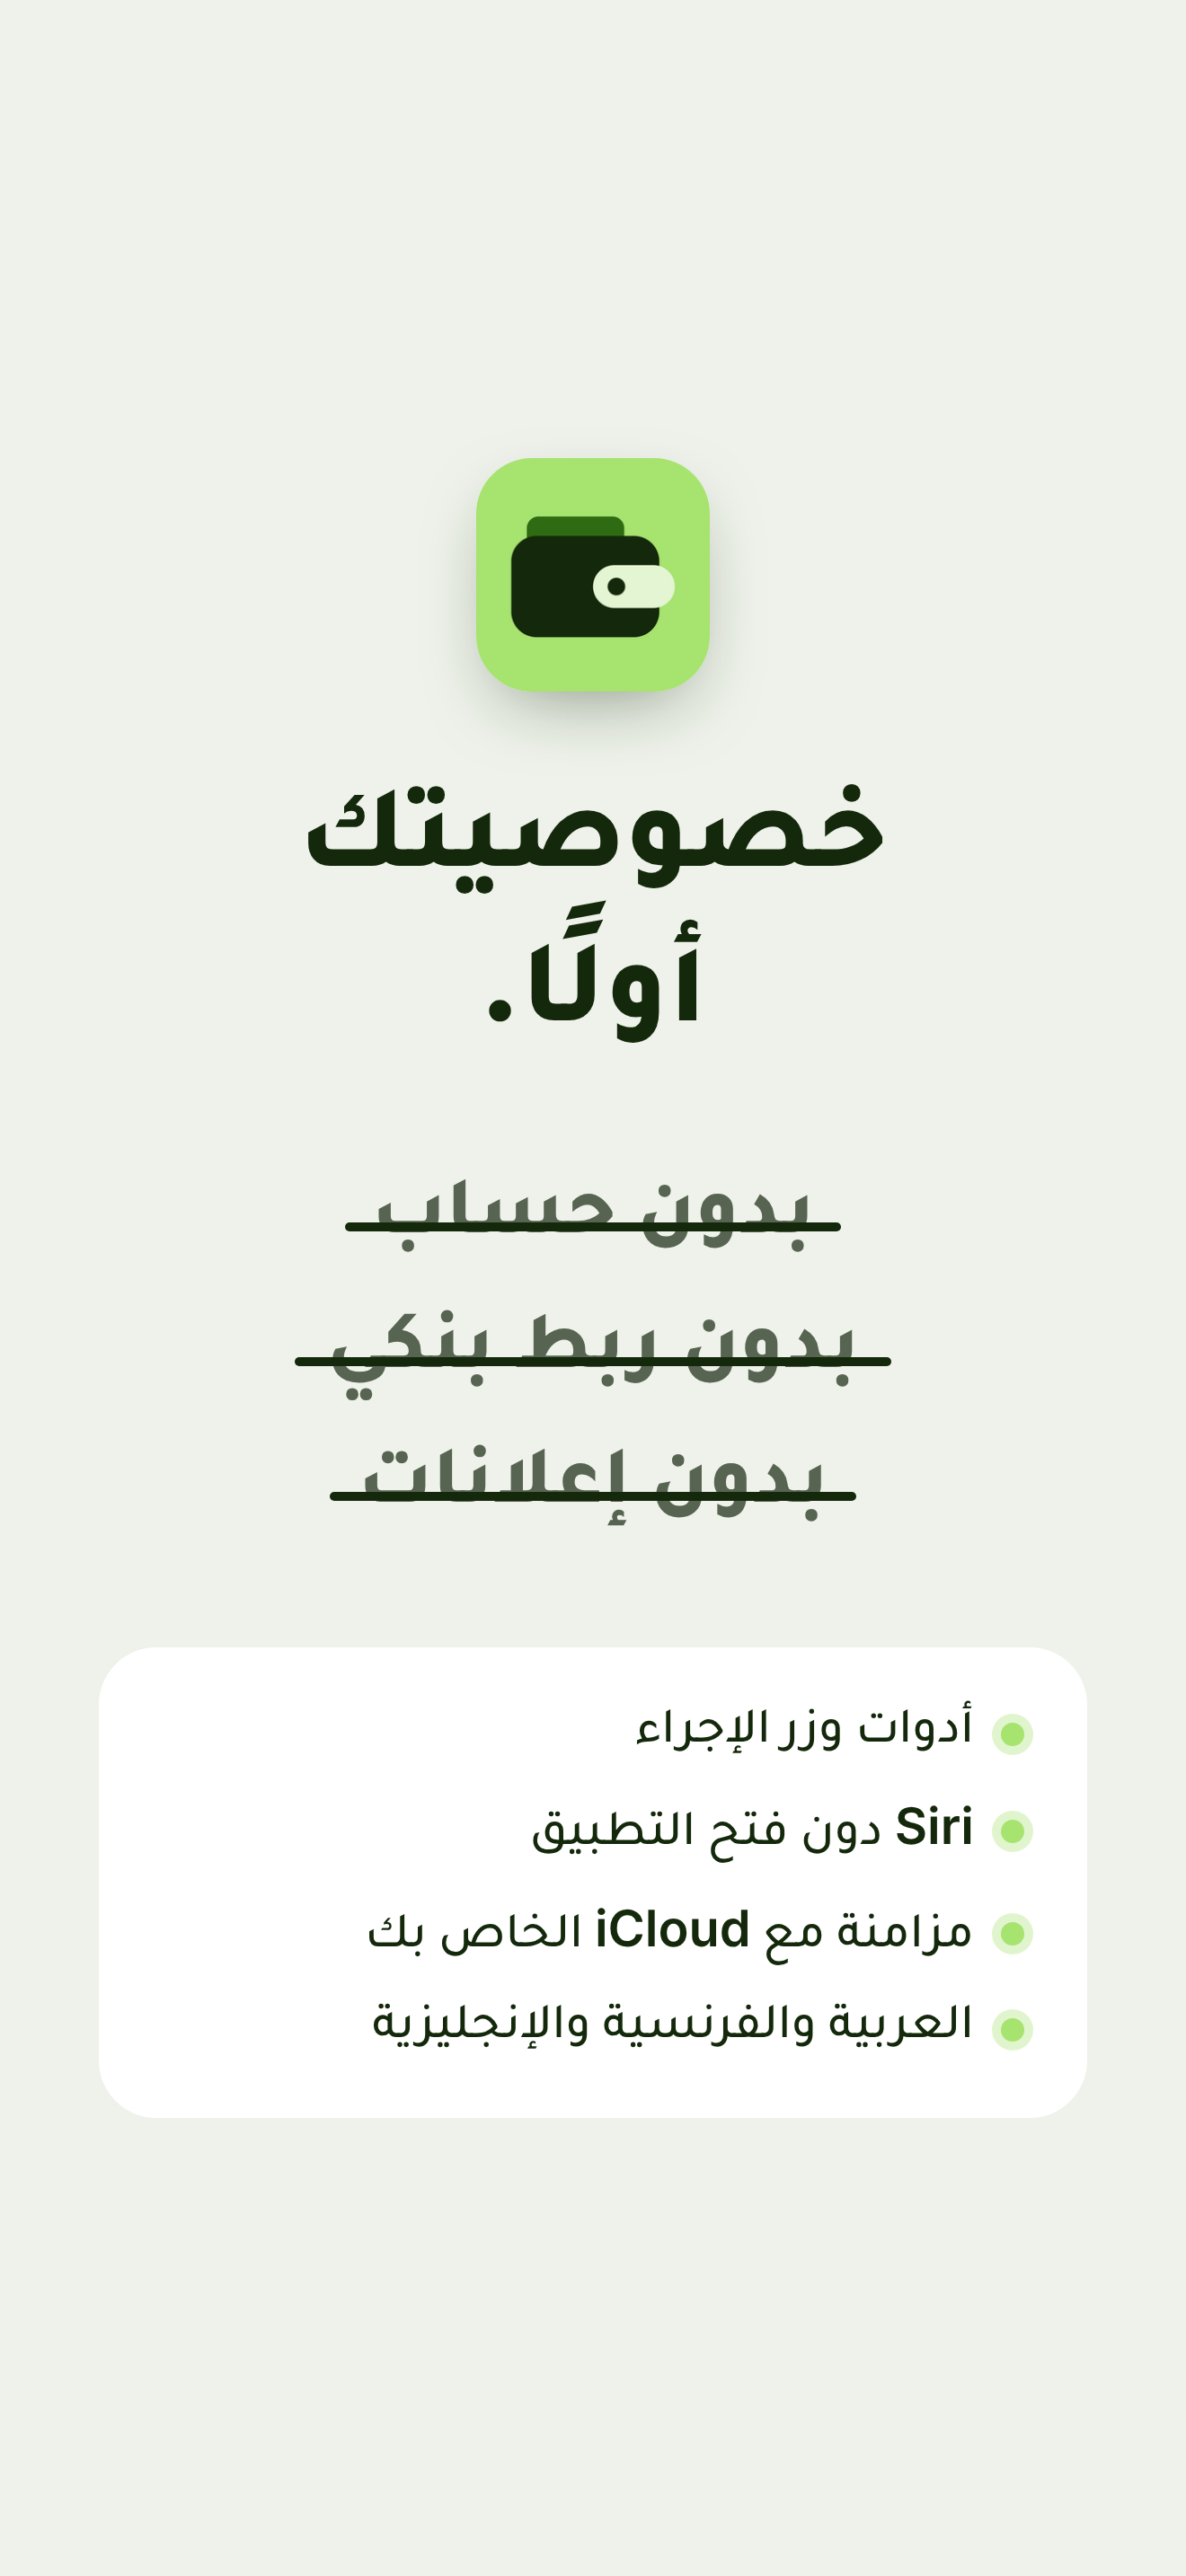 خصوصيتك
أولًا.
بدون حساب
بدون ربط بنكي
بدون إعلانات
أدوات وزر الإجراء
Siri دون فتح التطبيق
مزامنة مع iCloud الخاص بك
العربية والفرنسية والإنجليزية